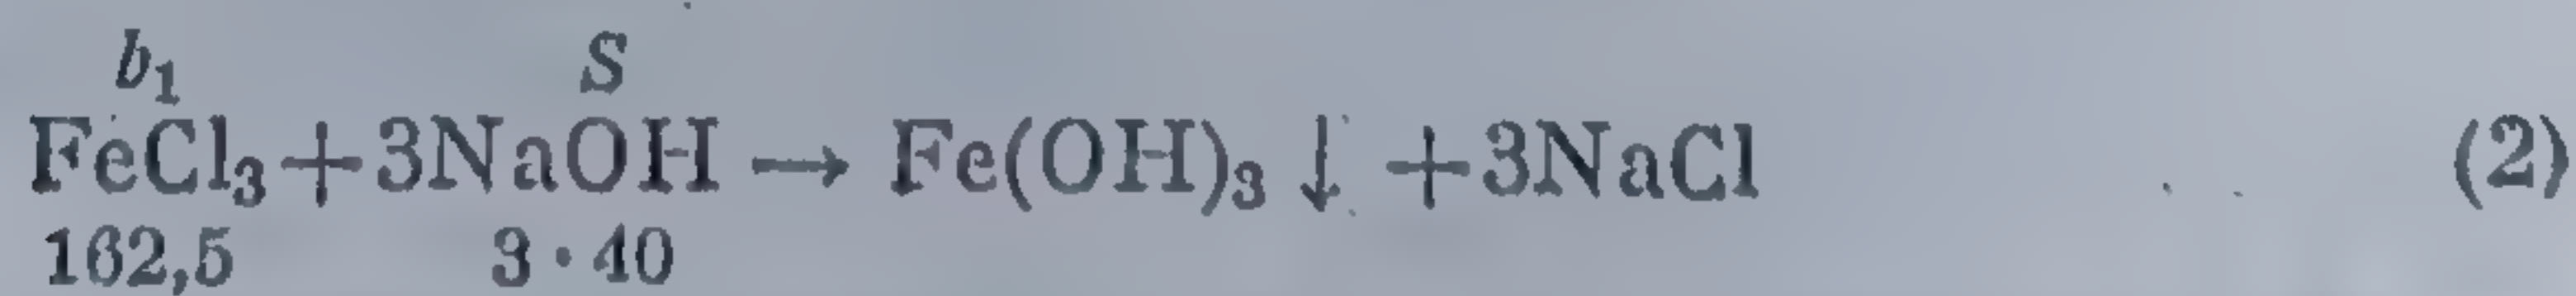 b₁ S
FeCl₃+3NaOH → Fe(OH)₃ ↓ +3NaCl (2)
162,5 3 · 40